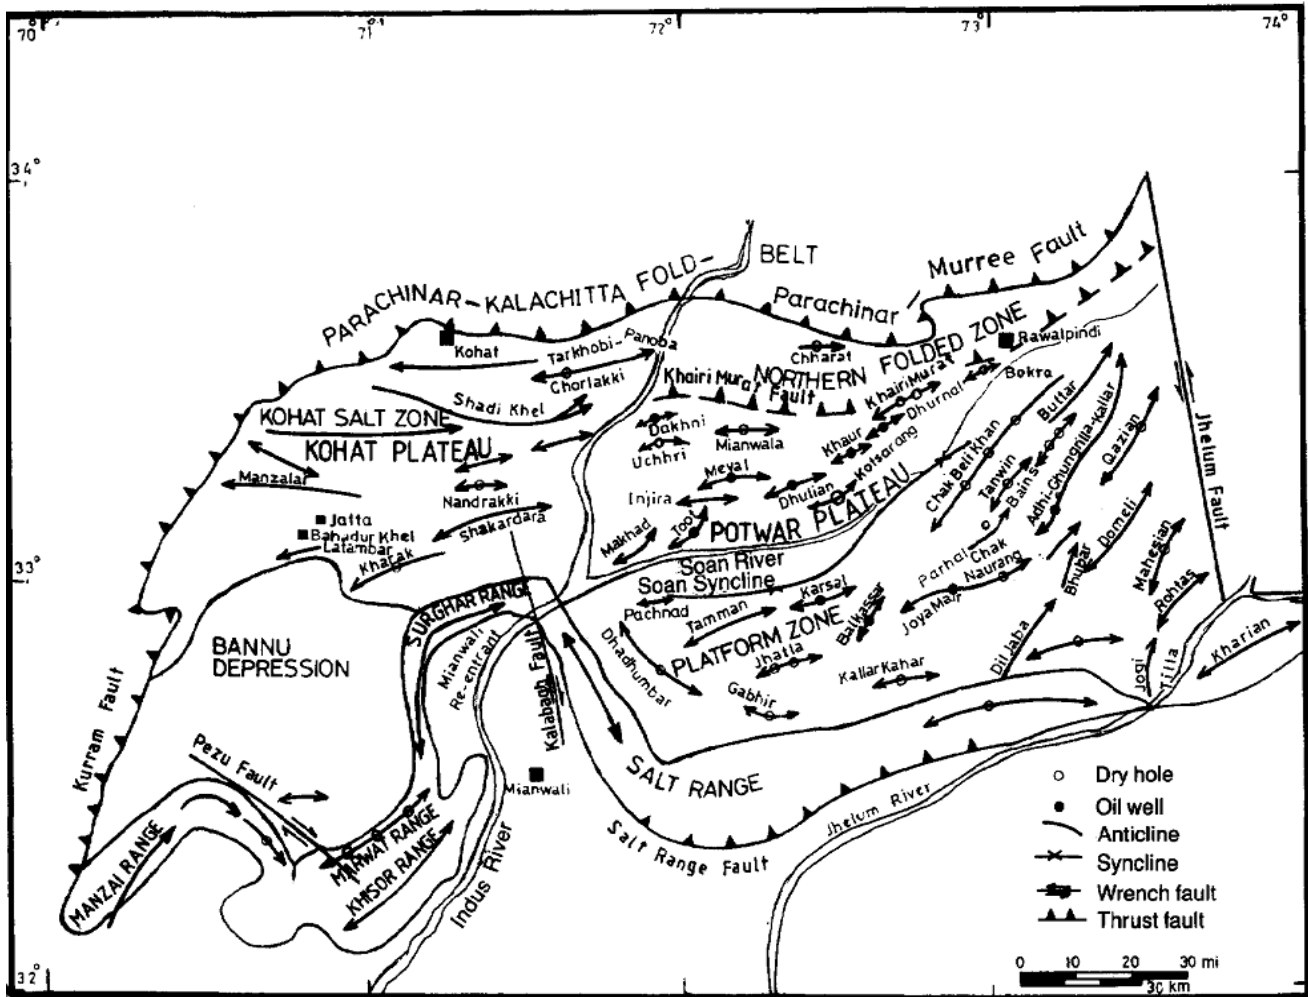 70°
71°
72°
73°
74°
34°
33°
32°
PARACHINAR-KALACHITTA FOLD-BELT
Parachinar
Murree Fault
Kohat
Tarkhobi-Panoba
Chorlakki
Chharat
NORTHERN FOLDED ZONE
Rawalpindi
Khairi Murat
Fault
Khairi Murat
Dhurnal
Bokra
KOHAT SALT ZONE
Shadi Khel
KOHAT PLATEAU
Dakhni
Uchhri
Mianwala
Khaur
Kotsarang
Buttar
Chak Beli Khan
Tanwin
Bains
Adhi-Ghungrilla-Kallar
Qazian
Jhelum Fault
Manzalai
Nandrakki
Shakardara
Meyal
Injira
Dhulian
Makhad
Toot
POTWAR PLATEAU
Jatta
Bahadur Khel
Latambar
Kharak
Soan River
Soan Syncline
Parhal
Chak
Naurang
Joya Mair
Domeli
Bhubar
Mahesian
Rohtas
SURGHAR RANGE
Pachnad
Tamman
Karsal
Balkassar
PLATFORM ZONE
Dhadhumbar
Jhatla
Gabhir
Kallar Kahar
Dil Jaba
Jogi
Tilla
Kharian
BANNU
DEPRESSION
Mianwali
Re-entrant
Kalabagh Fault
Mianwali
Kurram Fault
Pezu Fault
SALT RANGE
Salt Range Fault
Jhelum River
MANZAI RANGE
MARWAT RANGE
KHISOR RANGE
Indus River
Dry hole
Oil well
Anticline
Syncline
Wrench fault
Thrust fault
0 10 20 30 mi
30 km